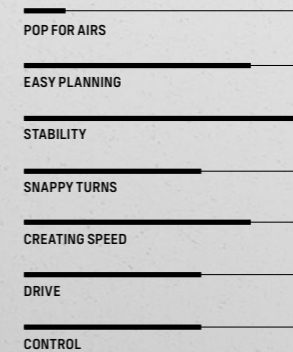 POP FOR AIRS
EASY PLANNING
STABILITY
SNAPPY TURNS
CREATING SPEED
DRIVE
CONTROL